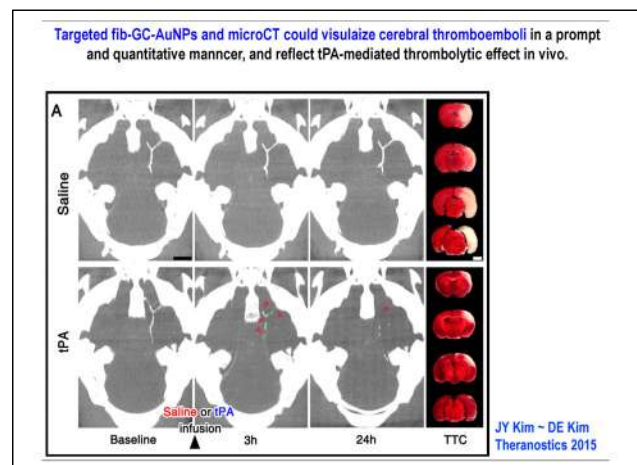 Targeted fib-GC-AuNPs and microCT could visulaize cerebral thromboemboli in a prompt
and quantitative manncer, and reflect tPA-mediated thrombolytic effect in vivo.
A
Saline
tPA
Saline or tPA
infusion
Baseline
3h
24h
TTC
JY Kim ~ DE Kim
Theranostics 2015